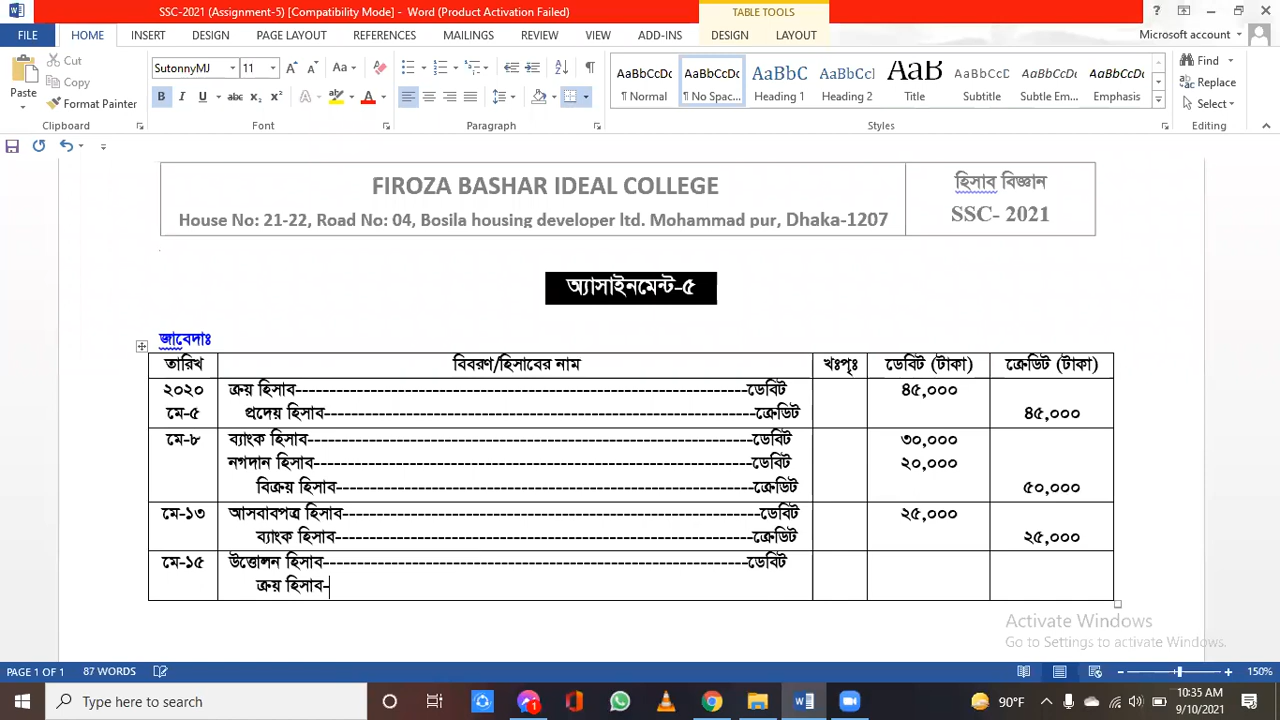 SSC-2021 (Assignment-5) [Compatibility Mode] - Word (Product Activation Failed)
TABLE TOOLS
FILE HOME INSERT DESIGN PAGE LAYOUT REFERENCES MAILINGS REVIEW VIEW ADD-INS DESIGN LAYOUT Microsoft account
Cut
Copy
Paste
Format Painter
Clipboard
SutonnyMJ 11
Font
Paragraph
AaBbCcDc AaBbCcDc AaBbC AaBbCcD AaB AaBbCcD AaBbCcDc AaBbCcDc
¶ Normal ¶ No Spac... Heading 1 Heading 2 Title Subtitle Subtle Em... Emphasis
Styles
Find
Replace
Select
Editing
FIROZA BASHAR IDEAL COLLEGE
House No: 21-22, Road No: 04, Bosila housing developer ltd. Mohammad pur, Dhaka-1207
হিসাব বিজ্ঞান
SSC- 2021
অ্যাসাইনমেন্ট-৫
জাবেদাঃ
তারিখ বিবরণ/হিসাবের নাম খঃপৃঃ ডেবিট (টাকা) ক্রেডিট (টাকা)
২০২০ ক্রয় হিসাব-----------------------------------------------------------------ডেবিট ৪৫,০০০
মে-৫ প্রদেয় হিসাব---------------------------------------------------------------ক্রেডিট ৪৫,০০০
মে-৮ ব্যাংক হিসাব----------------------------------------------------------------ডেবিট ৩০,০০০
নগদান হিসাব---------------------------------------------------------------ডেবিট ২০,০০০
বিক্রয় হিসাব------------------------------------------------------------ক্রেডিট ৫০,০০০
মে-১৩ আসবাবপত্র হিসাব------------------------------------------------------------ডেবিট ২৫,০০০
ব্যাংক হিসাব-------------------------------------------------------------ক্রেডিট ২৫,০০০
মে-১৫ উত্তোলন হিসাব-------------------------------------------------------------ডেবিট
ক্রয় হিসাব-
Activate Windows
Go to Settings to activate Windows.
PAGE 1 OF 1 87 WORDS 150%
Type here to search
1
90°F
10:35 AM
9/10/2021